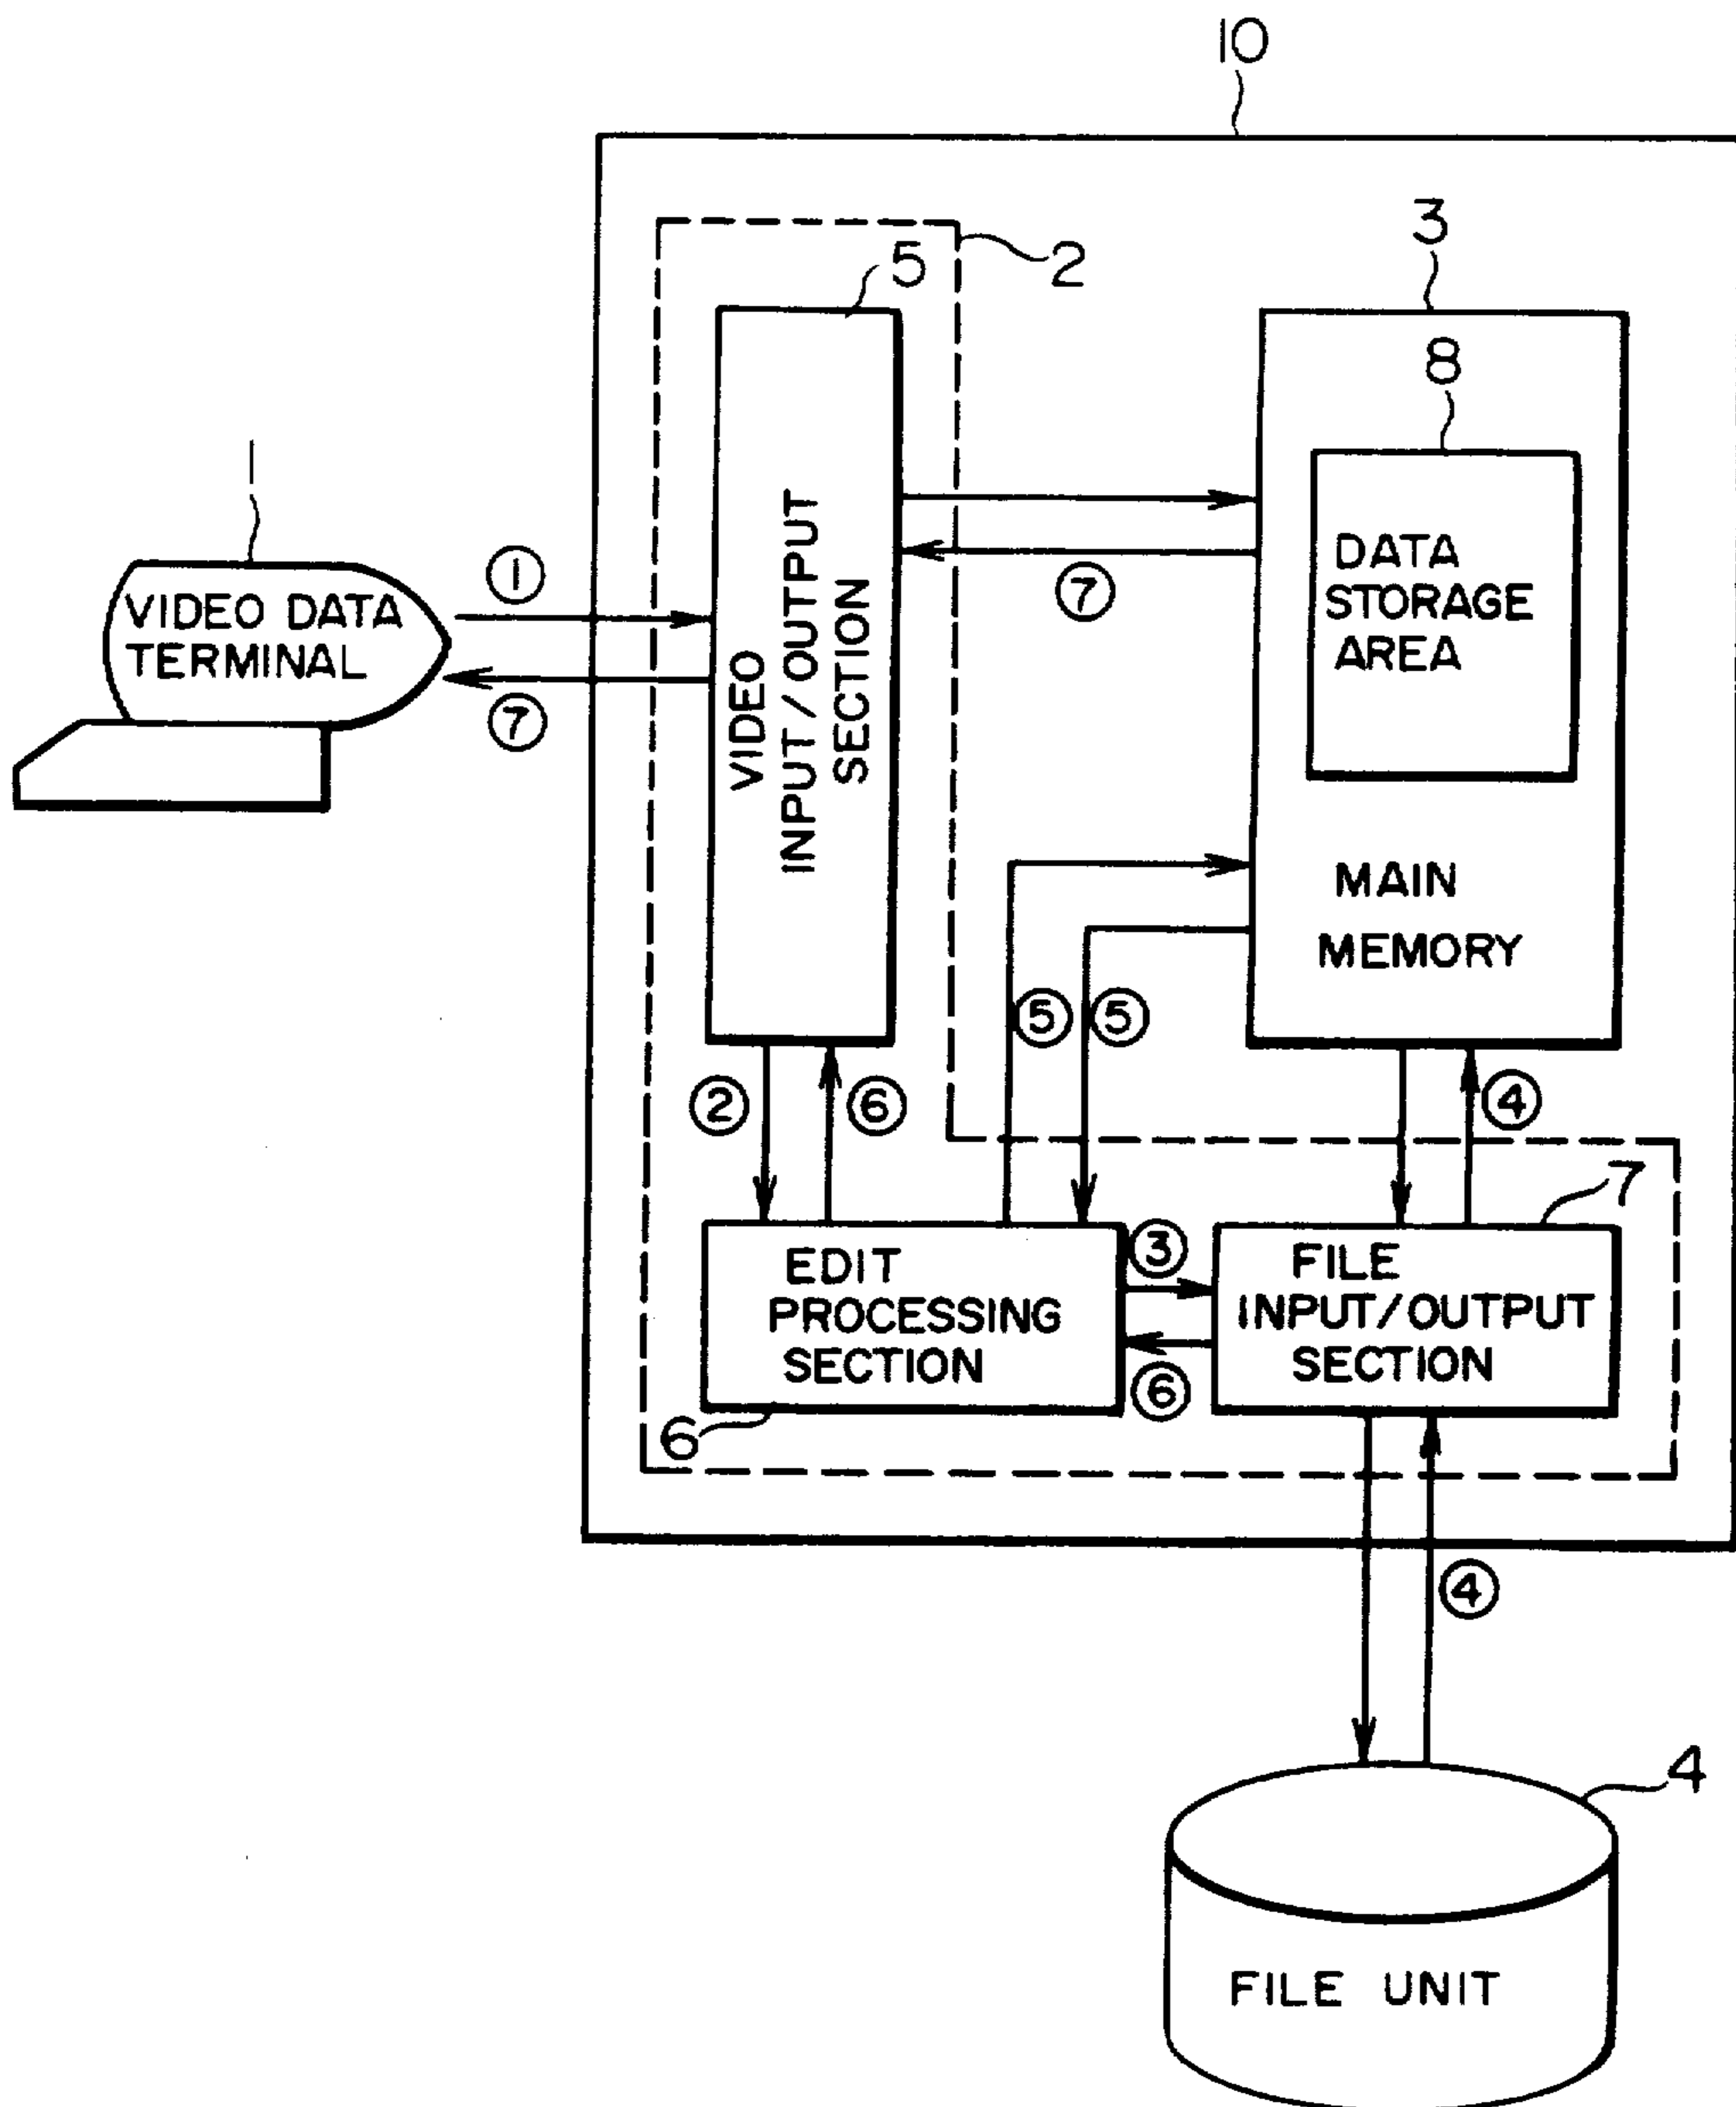 10
2
3
5
8
1
VIDEO DATA
TERMINAL
①
⑦
VIDEO
INPUT/OUTPUT
SECTION
⑦
DATA
STORAGE
AREA
MAIN
MEMORY
⑤
⑤
②
⑥
④
7
EDIT
PROCESSING
SECTION
③
⑥
FILE
INPUT/OUTPUT
SECTION
6
④
4
FILE UNIT